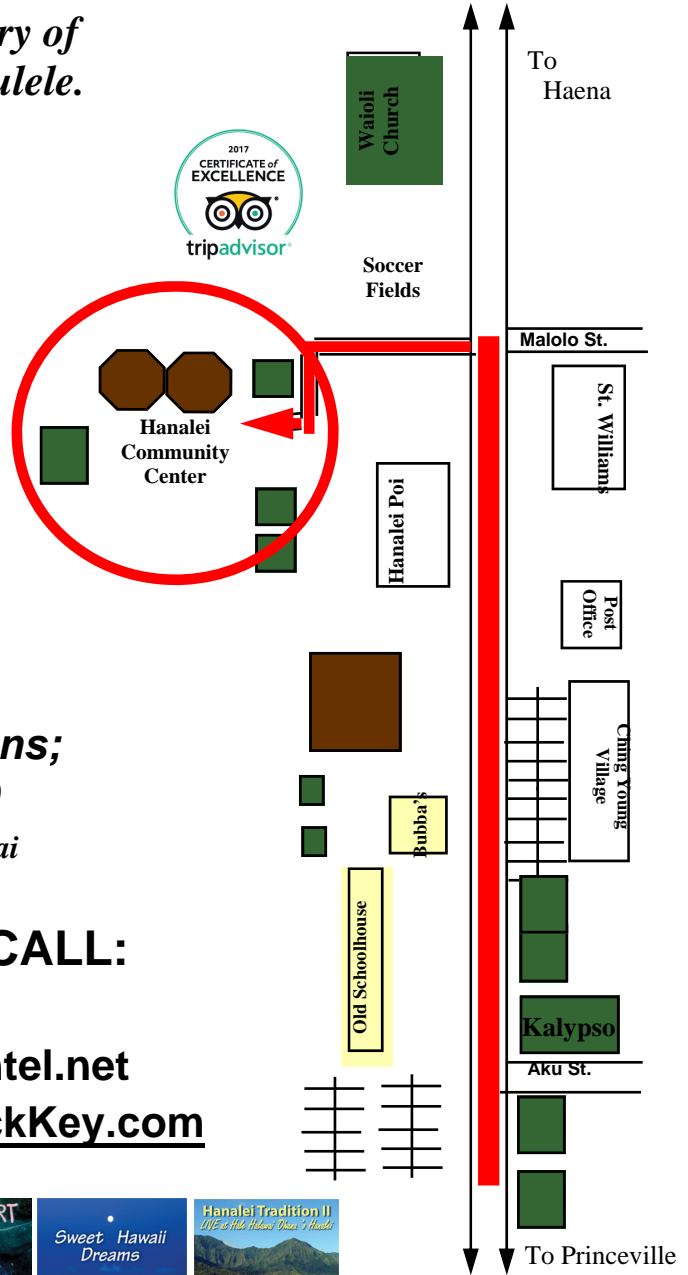 ry of
ulele.
To
Haena
Waioli
Church
2017
CERTIFICATE of
EXCELLENCE
tripadvisor®
Soccer
Fields
Malolo St.
St. Williams
Hanalei
Community
Center
Hanalei Poi
Post
Office
ns;
)
ai
Ching Young
Village
Bubba's
CALL:
Old Schoolhouse
Kalypso
Aku St.
ntel.net
ckKey.com
RT
Sweet Hawaii
Dreams
Hanalei Tradition II
To Princeville